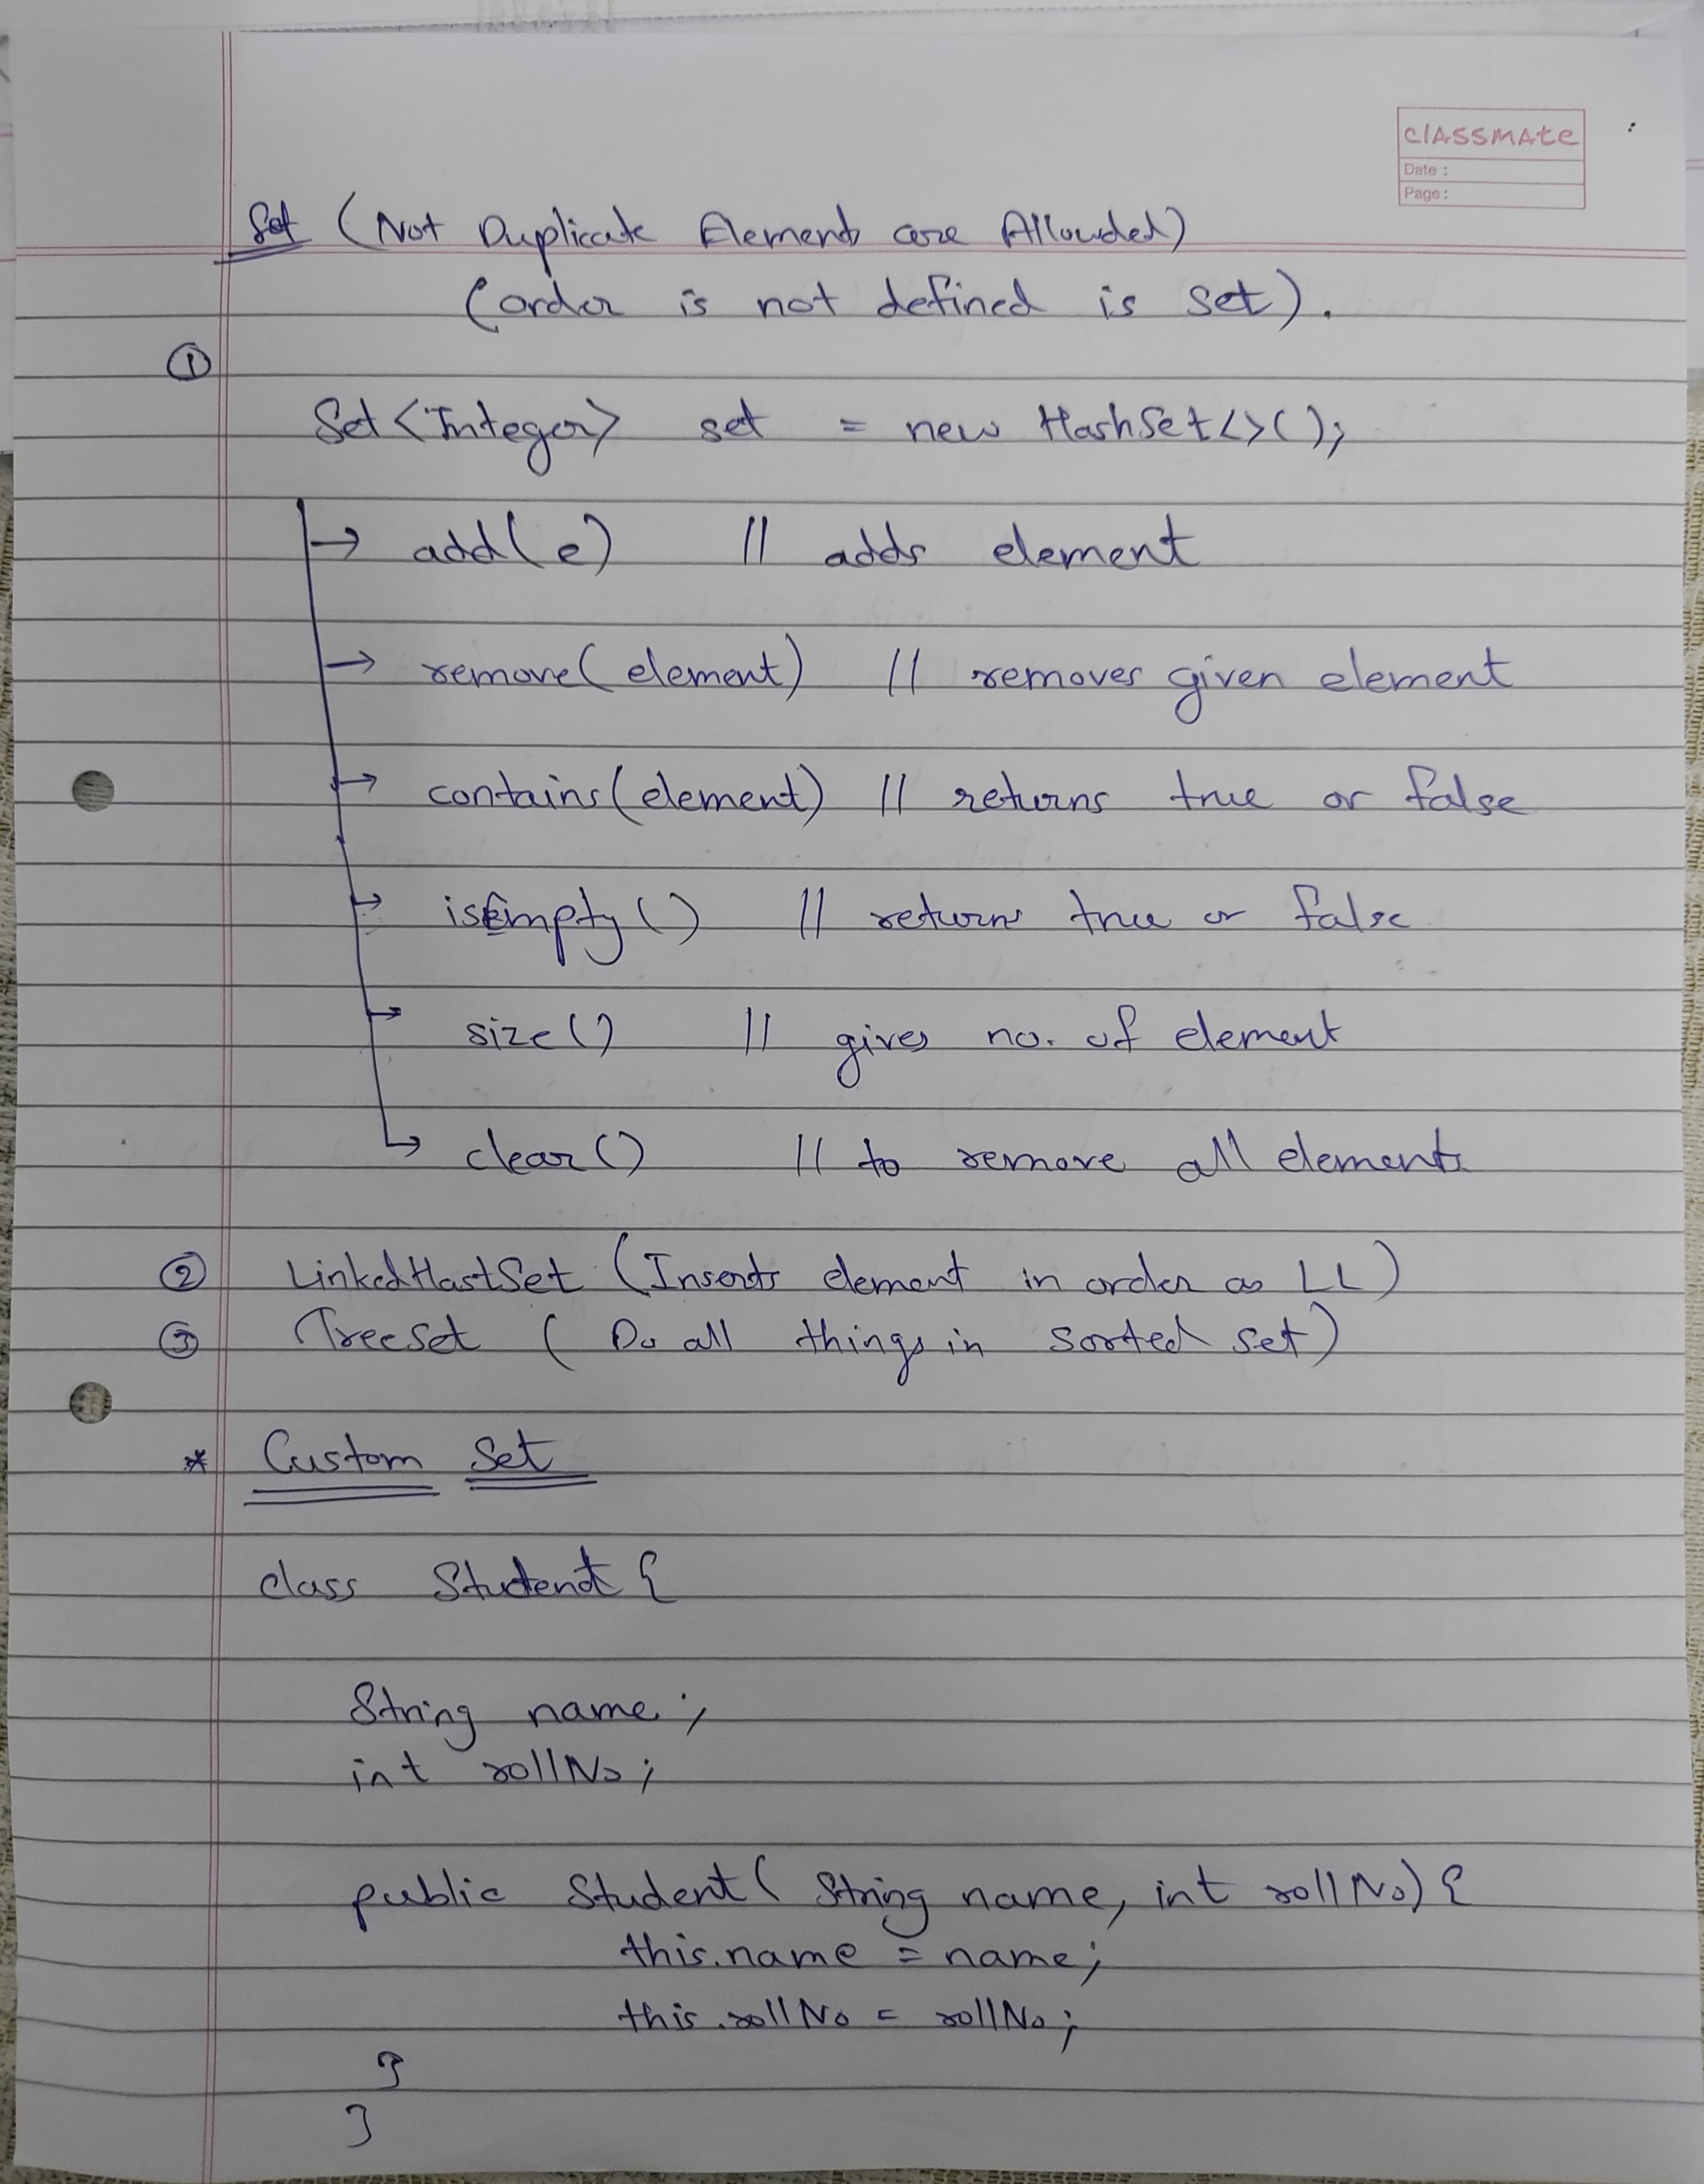 classmate
Date :
Page :
Set (Not Duplicate Elements are Allowded)
(order is not defined is set).
①
Set<Integer> set = new HashSet<>();
→ add(e) // adds element
→ remove(element) // removes given element
→ contains(element) // returns true or false
→ isEmpty() // returns true or false
→ size() // gives no. of element
→ clear() // to remove all elements
② LinkedHastSet (Inserts element in order as LL)
③ TreeSet ( Do all things in sorted set)
* Custom Set
class Student {
String name;
int rollNo;
public Student( String name, int rollNo) {
this.name = name;
this.rollNo = rollNo;
}
}